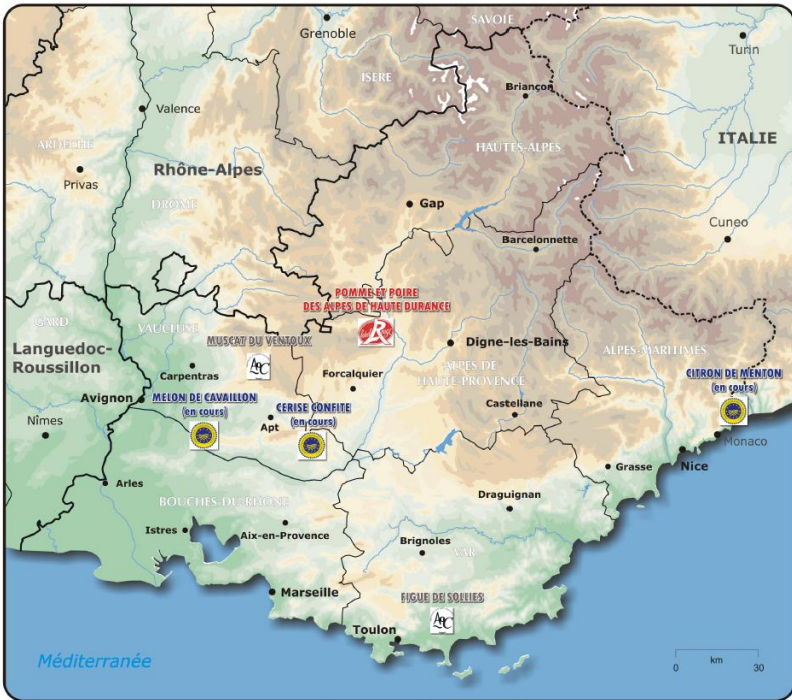 SAVOIE
Grenoble
Turin
ISERE
Briançon
Valence
ITALIE
ARDECHE
HAUTES-ALPES
Privas
Rhône-Alpes
DROME
Gap
Cuneo
Barcelonnette
POMME ET POIRE
DES ALPES DE HAUTE DURANCE
GARD
VAUCLUSE
MUSCAT DU VENTOUX
Languedoc-
Roussillon
Digne-les-Bains
ALPES-MARITIMES
Carpentras
AOC
Forcalquier
ALPES DE
HAUTE-PROVENCE
CITRON DE MENTON
(en cours)
Avignon
MELON DE CAVAILLON
(en cours)
CERISE CONFITE
(en cours)
Castellane
Nîmes
Apt
Monaco
Nice
Grasse
Arles
BOUCHES-DU-RHÔNE
Draguignan
Istres
Aix-en-Provence
Brignoles
VAR
Marseille
FIGUE DE SOLLIES
AOC
Toulon
Méditerranée
km
0 30